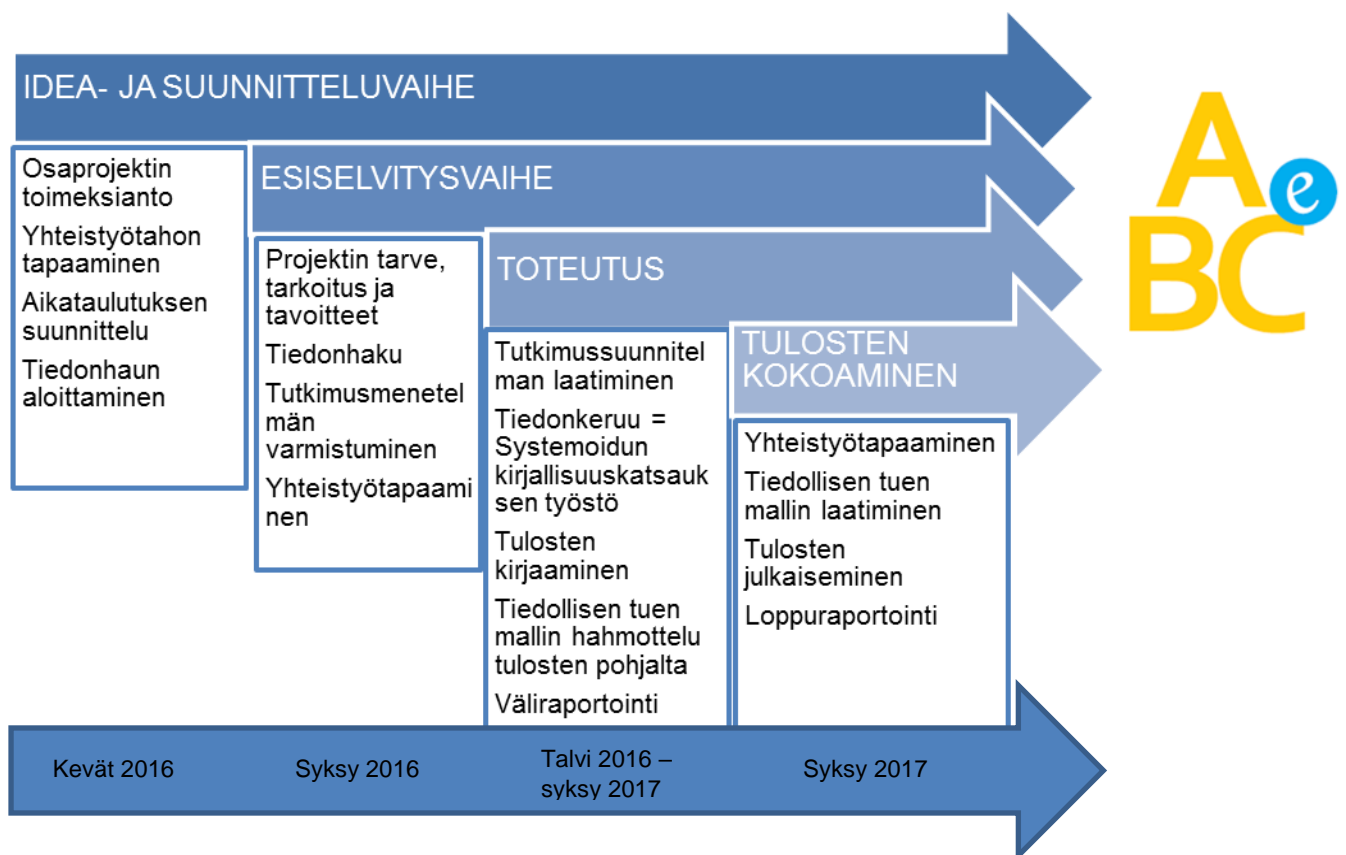 IDEA- JA SUUNNITTELUVAIHE
Osaprojektin
toimeksianto
Yhteistyötahon
tapaaminen
Aikataulutuksen
suunnittelu
Tiedonhaun
aloittaminen
ESISELVITYSVAIHE
Projektin tarve,
tarkoitus ja
tavoitteet
Tiedonhaku
Tutkimusmenetel
män
varmistuminen
Yhteistyötapaami
nen
TOTEUTUS
Tutkimussuunnitel
man laatiminen
Tiedonkeruu =
Systemoidun
kirjallisuuskatsauk
sen työstö
Tulosten
kirjaaminen
Tiedollisen tuen
mallin hahmottelu
tulosten pohjalta
Väliraportointi
TULOSTEN
KOKOAMINEN
Yhteistyötapaaminen
Tiedollisen tuen
mallin laatiminen
Tulosten
julkaiseminen
Loppuraportointi
A e
BC
Kevät 2016
Syksy 2016
Talvi 2016 –
syksy 2017
Syksy 2017